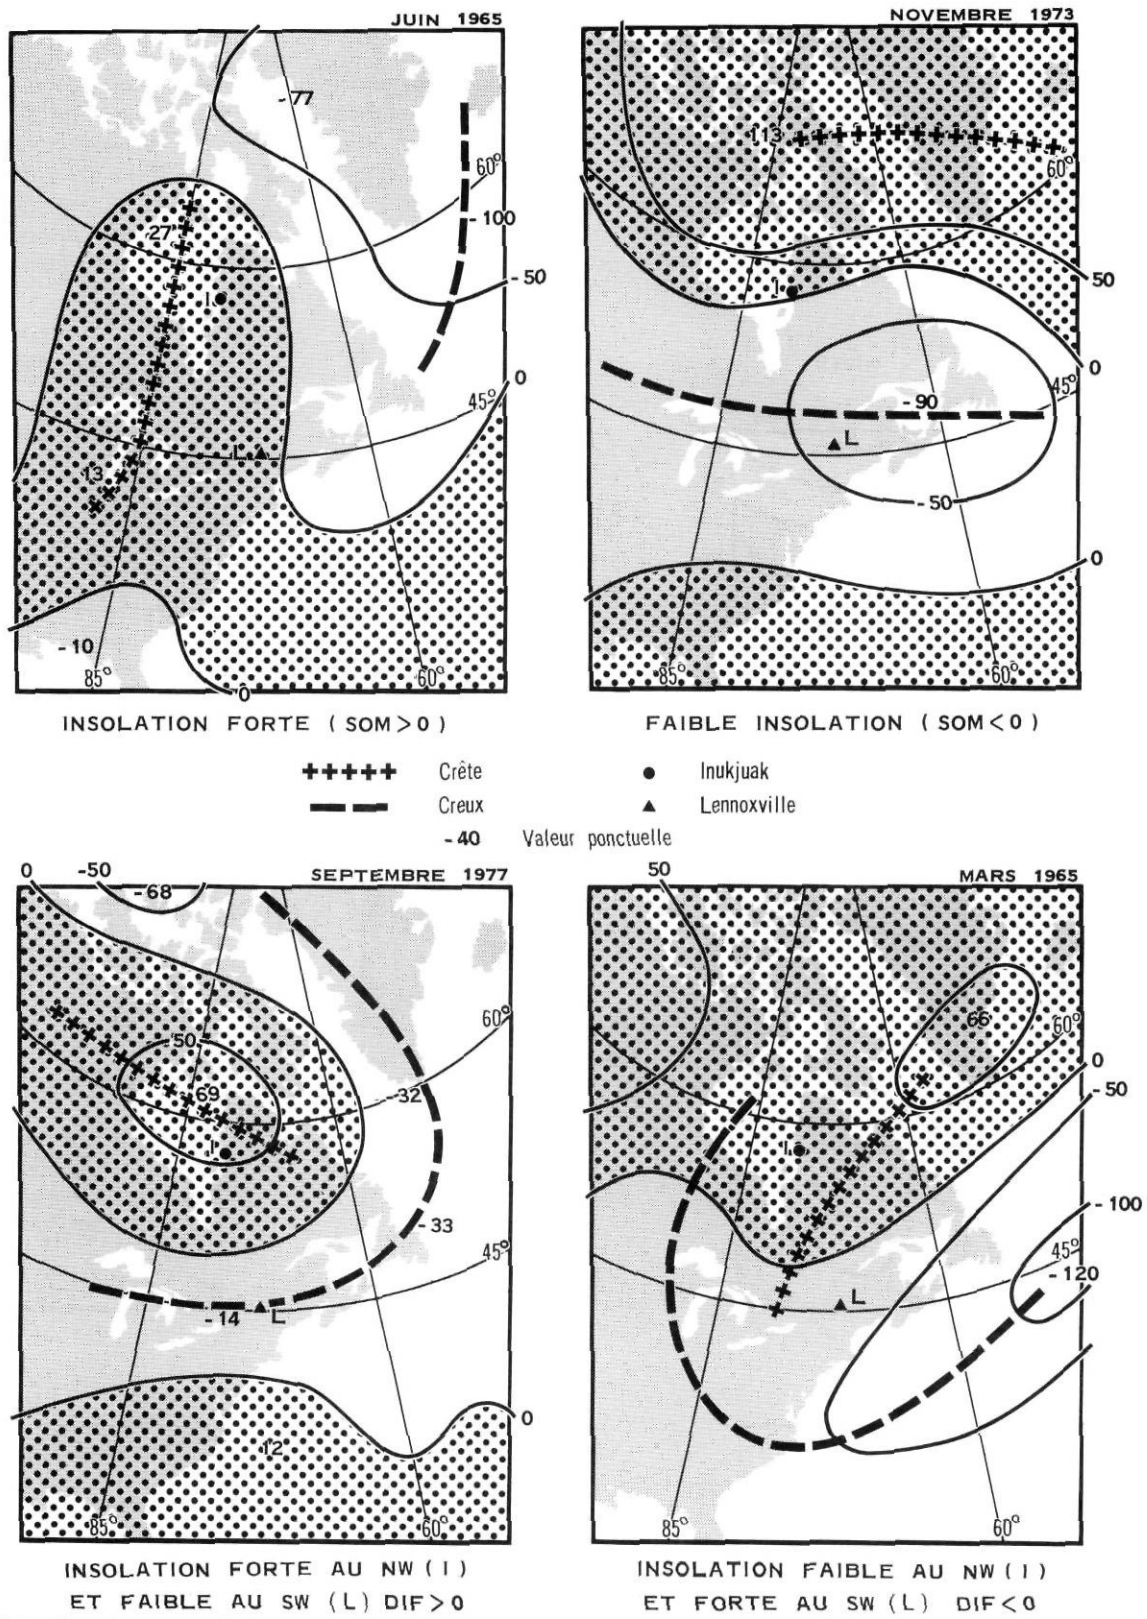 JUIN 1965
- 77
60°
27
- 100
I
- 50
0
45°
L
13
- 10
85°
60°
0
INSOLATION FORTE ( SOM > 0 )
NOVEMBRE 1973
113
60°
50
I
0
45°
- 90
L
- 50
0
85°
60°
FAIBLE INSOLATION ( SOM < 0 )
+++++ Crête
Creux
- 40 Valeur ponctuelle
● Inukjuak
▲ Lennoxville
0 -50
SEPTEMBRE 1977
- 68
60°
50
69
- 32
I
- 33
45°
- 14
L
0
12
85°
60°
INSOLATION FORTE AU NW ( I )
ET FAIBLE AU SW ( L ) DIF > 0
50
MARS 1965
66
60°
0
- 50
I
- 100
45°
- 120
L
85°
60°
INSOLATION FAIBLE AU NW ( I )
ET FORTE AU SW ( L ) DIF < 0